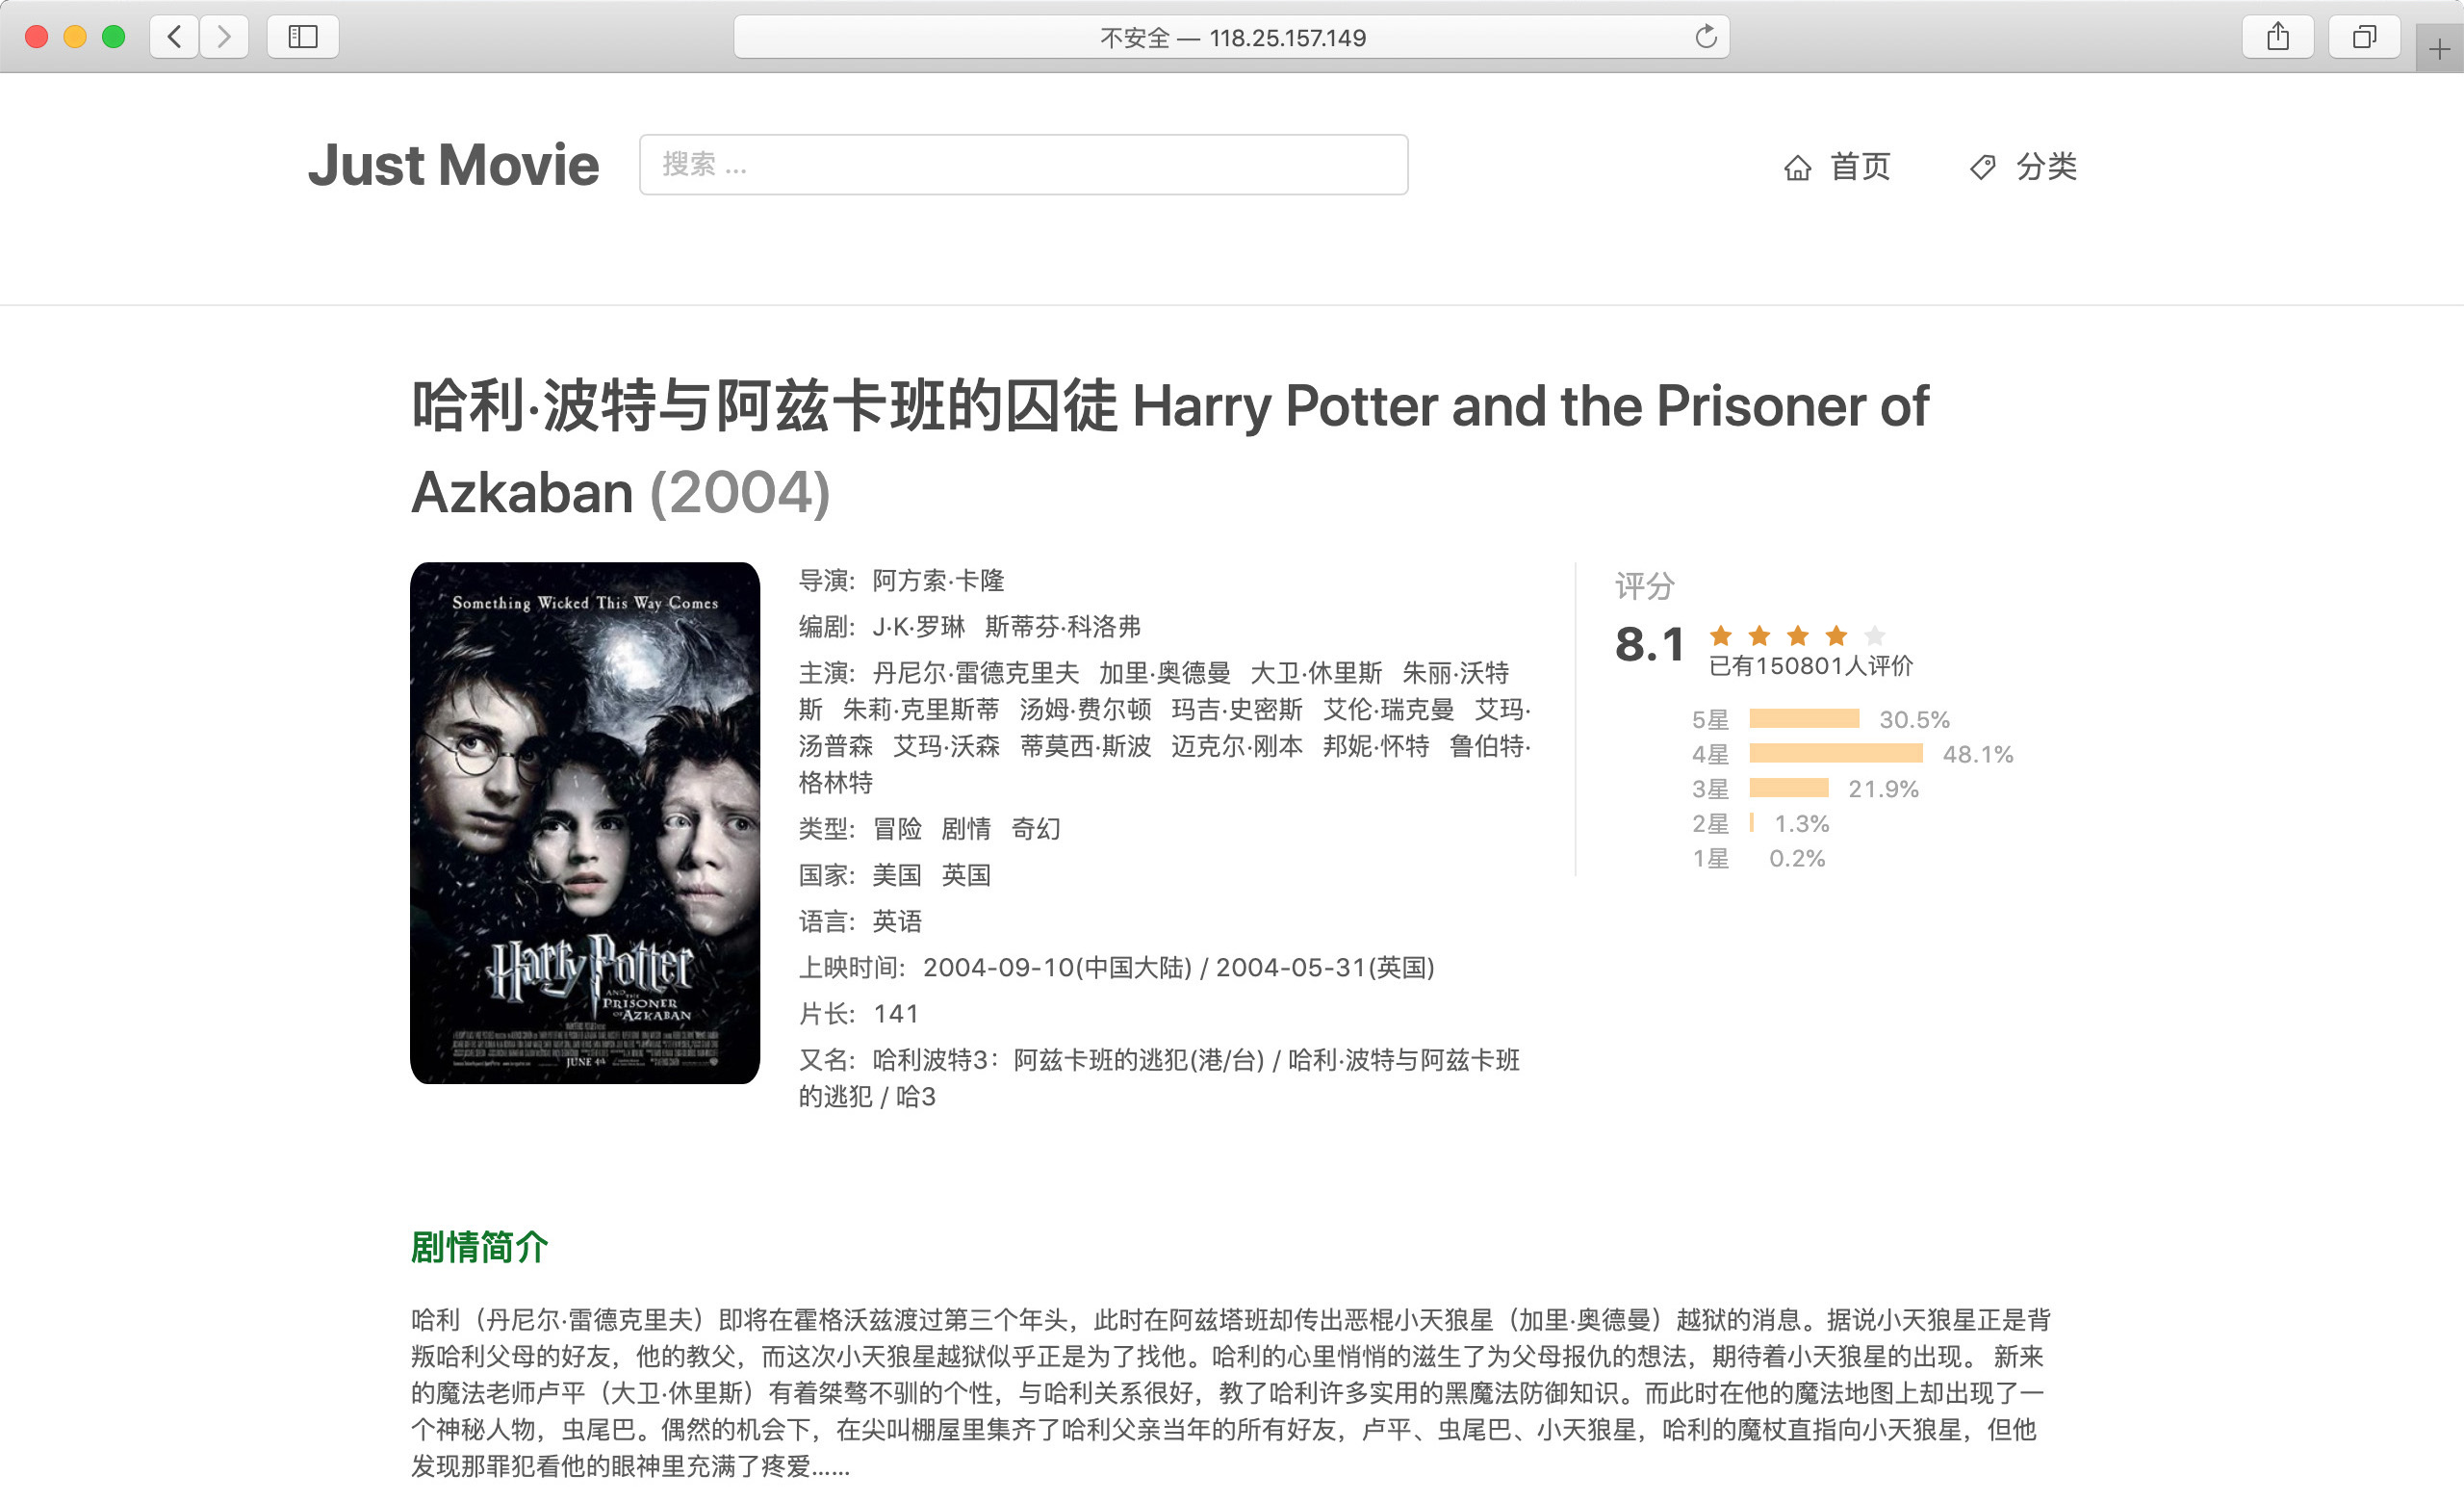 不安全 — 118.25.157.149
Just Movie
搜索 ...
首页
分类
哈利·波特与阿兹卡班的囚徒 Harry Potter and the Prisoner of
Azkaban (2004)
Something Wicked This Way Comes
Harry Potter
AND THE
PRISONER
OF AZKABAN
JUNE 4th
导演: 阿方索·卡隆
编剧: J·K·罗琳 斯蒂芬·科洛弗
主演: 丹尼尔·雷德克里夫 加里·奥德曼 大卫·休里斯 朱丽·沃特
斯 朱莉·克里斯蒂 汤姆·费尔顿 玛吉·史密斯 艾伦·瑞克曼 艾玛·
汤普森 艾玛·沃森 蒂莫西·斯波 迈克尔·刚本 邦妮·怀特 鲁伯特·
格林特
类型: 冒险 剧情 奇幻
国家: 美国 英国
语言: 英语
上映时间: 2004-09-10(中国大陆) / 2004-05-31(英国)
片长: 141
又名: 哈利波特3：阿兹卡班的逃犯(港/台) / 哈利·波特与阿兹卡班
的逃犯 / 哈3
评分
8.1
已有150801人评价
5星 30.5%
4星 48.1%
3星 21.9%
2星 1.3%
1星 0.2%
剧情简介
哈利（丹尼尔·雷德克里夫）即将在霍格沃兹渡过第三个年头，此时在阿兹塔班却传出恶棍小天狼星（加里·奥德曼）越狱的消息。据说小天狼星正是背
叛哈利父母的好友，他的教父，而这次小天狼星越狱似乎正是为了找他。哈利的心里悄悄的滋生了为父母报仇的想法，期待着小天狼星的出现。 新来
的魔法老师卢平（大卫·休里斯）有着桀骜不驯的个性，与哈利关系很好，教了哈利许多实用的黑魔法防御知识。而此时在他的魔法地图上却出现了一
个神秘人物，虫尾巴。偶然的机会下，在尖叫棚屋里集齐了哈利父亲当年的所有好友，卢平、虫尾巴、小天狼星，哈利的魔杖直指向小天狼星，但他
发现那罪犯看他的眼神里充满了疼爱……